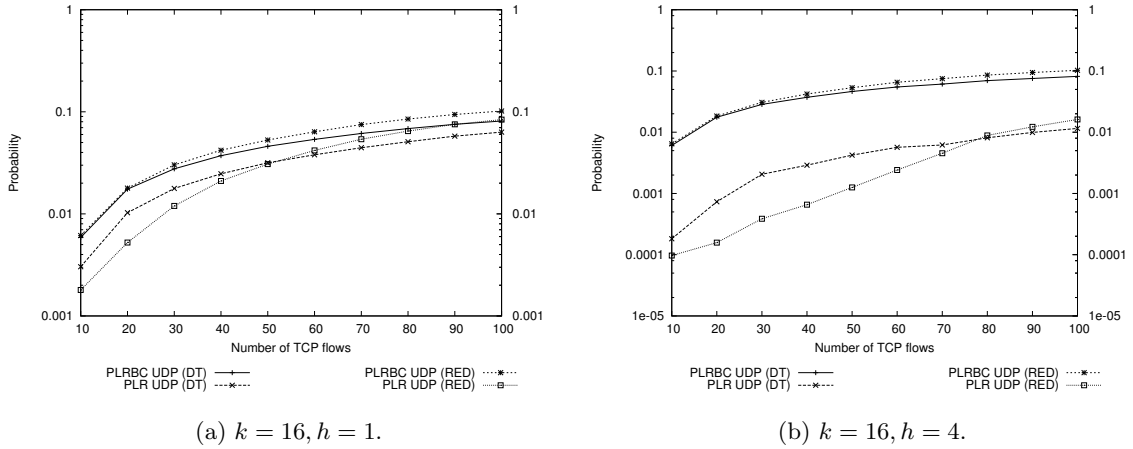 1 1
0.1 0.1
Probability
0.01 0.01
0.001 0.001
10 20 30 40 50 60 70 80 90 100
Number of TCP flows
PLRBC UDP (DT) PLRBC UDP (RED)
PLR UDP (DT) PLR UDP (RED)
(a) k = 16, h = 1.
1 1
0.1 0.1
0.01 0.01
Probability
0.001 0.001
0.0001 0.0001
1e-05 1e-05
10 20 30 40 50 60 70 80 90 100
Number of TCP flows
PLRBC UDP (DT) PLRBC UDP (RED)
PLR UDP (DT) PLR UDP (RED)
(b) k = 16, h = 4.